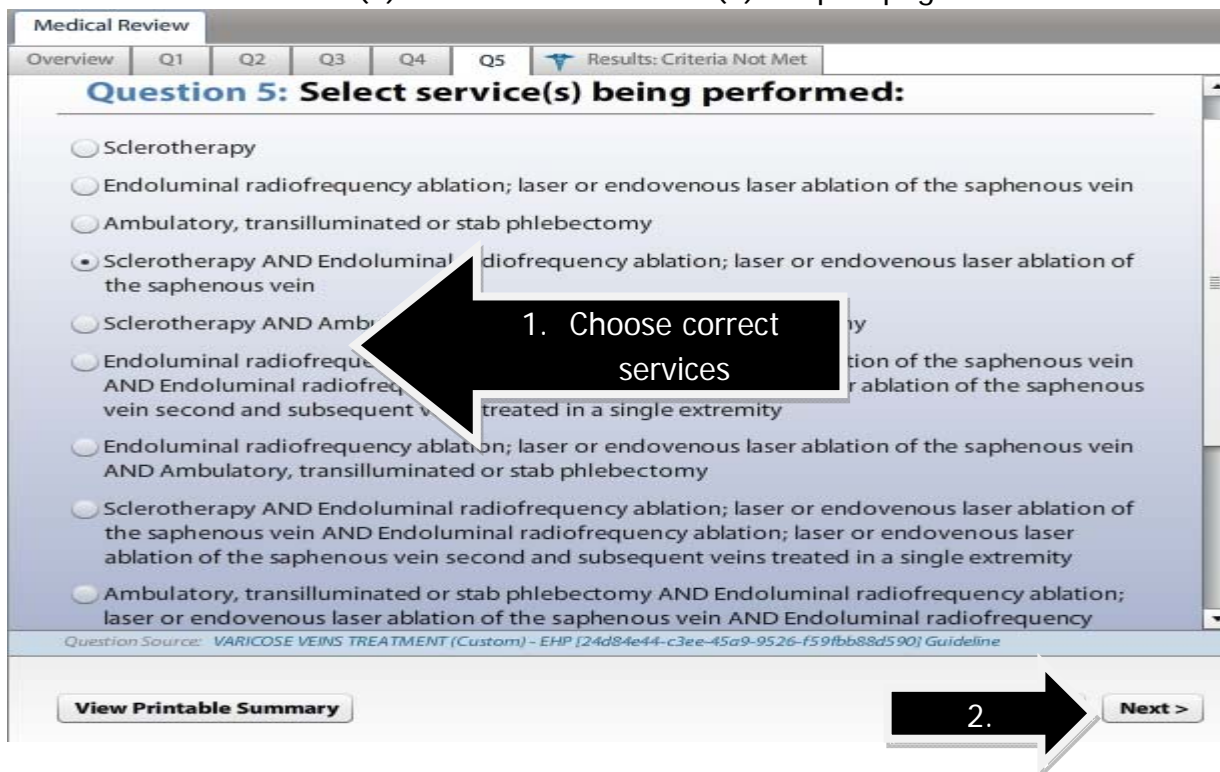 Medical Review
Overview Q1 Q2 Q3 Q4 Q5 Results: Criteria Not Met
Question 5: Select service(s) being performed:
Sclerotherapy
Endoluminal radiofrequency ablation; laser or endovenous laser ablation of the saphenous vein
Ambulatory, transilluminated or stab phlebectomy
Sclerotherapy AND Endoluminal diofrequency ablation; laser or endovenous laser ablation of
the saphenous vein
Sclerotherapy AND
1. Choose correct
services
Endoluminal of the saphenous vein
AND Endoluminal ablation of the saphenous
vein second and subsequent treated in a single extremity
Endoluminal radiofrequency ablation; laser or endovenous laser ablation of the saphenous vein
AND Ambulatory, transilluminated or stab phlebectomy
Sclerotherapy AND Endoluminal radiofrequency ablation; laser or endovenous laser ablation of
the saphenous vein AND Endoluminal radiofrequency ablation; laser or endovenous laser
ablation of the saphenous vein second and subsequent veins treated in a single extremity
Ambulatory, transilluminated or stab phlebectomy AND Endoluminal radiofrequency ablation;
laser or endovenous laser ablation of the saphenous vein AND Endoluminal radiofrequency
Question Source: VARICOSE VEINS TREATMENT (Custom) - EHP [24d84e44-c3ee-45a9-9526-f59fbb88d590] Guideline
View Printable Summary
2.
Next >